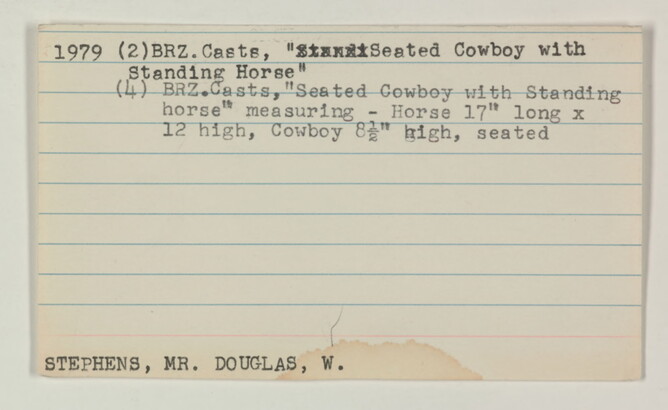 1979 (2)BRZ.Casts, "Seated Cowboy with
Standing Horse"
(4) BRZ.Casts,"Seated Cowboy with Standing
horse" measuring - Horse 17" long x
12 high, Cowboy 8½" high, seated
STEPHENS, MR. DOUGLAS, W.